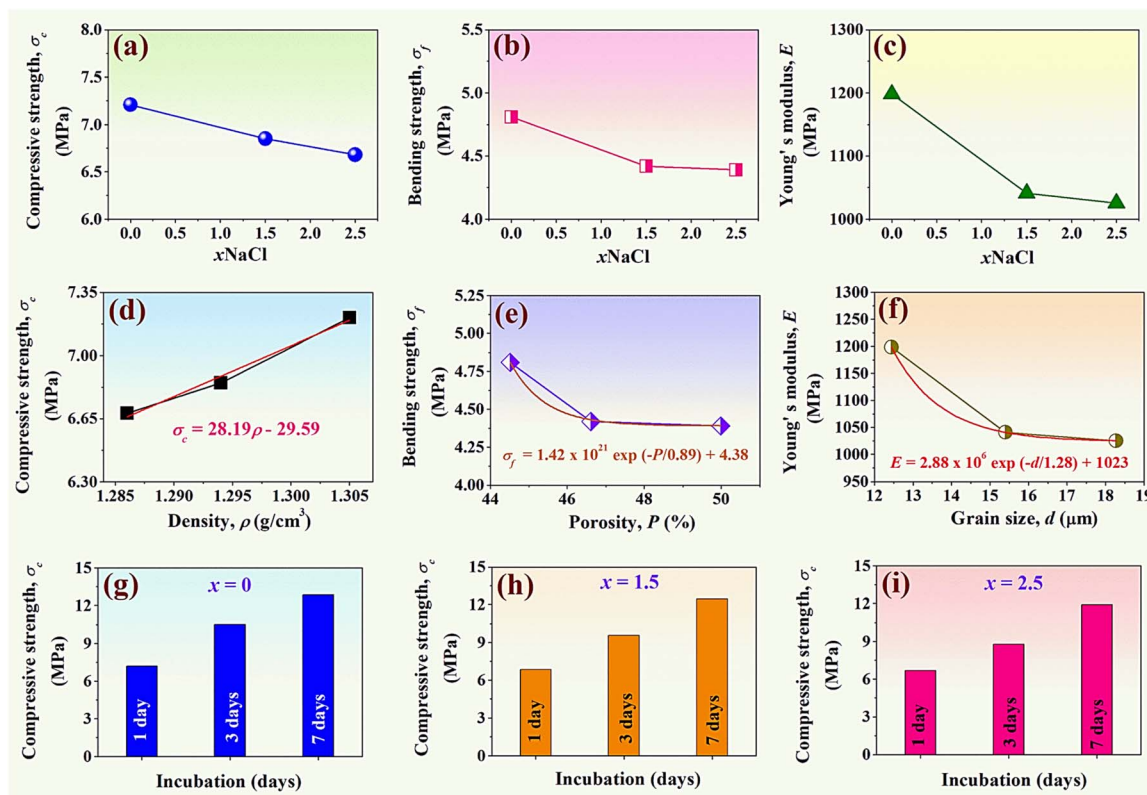 (a)
Compressive strength, σc
(MPa)
8.0
7.5
7.0
6.5
6.0
0.0 0.5 1.0 1.5 2.0 2.5
xNaCl
(b)
Bending strength, σf
(MPa)
5.5
5.0
4.5
4.0
0.0 0.5 1.0 1.5 2.0 2.5
xNaCl
(c)
Young' s modulus, E
(MPa)
1300
1200
1100
1000
0.0 0.5 1.0 1.5 2.0 2.5
xNaCl
(d)
Compressive strength, σc
(MPa)
7.35
7.00
6.65
6.30
σc = 28.19ρ - 29.59
1.286 1.290 1.295 1.300 1.305
Density, ρ (g/cm³)
(e)
Bending strength, σf
(MPa)
5.25
5.00
4.75
4.50
4.25
4.00
σf = 1.42 x 10²¹ exp (-P/0.89) + 4.38
44 46 48 50
Porosity, P (%)
(f)
Young' s modulus, E
(MPa)
1300
1250
1200
1150
1100
1050
1000
950
E = 2.88 x 10⁶ exp (-d/1.28) + 1023
12 13 14 15 16 17 18 19
Grain size, d (µm)
(g)
x = 0
Compressive strength, σc
(MPa)
15
12
9
6
3
0
1 day
3 days
7 days
Incubation (days)
(h)
x = 1.5
Compressive strength, σc
(MPa)
15
12
9
6
3
0
1 day
3 days
7 days
Incubation (days)
(i)
x = 2.5
Compressive strength, σc
(MPa)
15
12
9
6
3
0
1 day
3 days
7 days
Incubation (days)